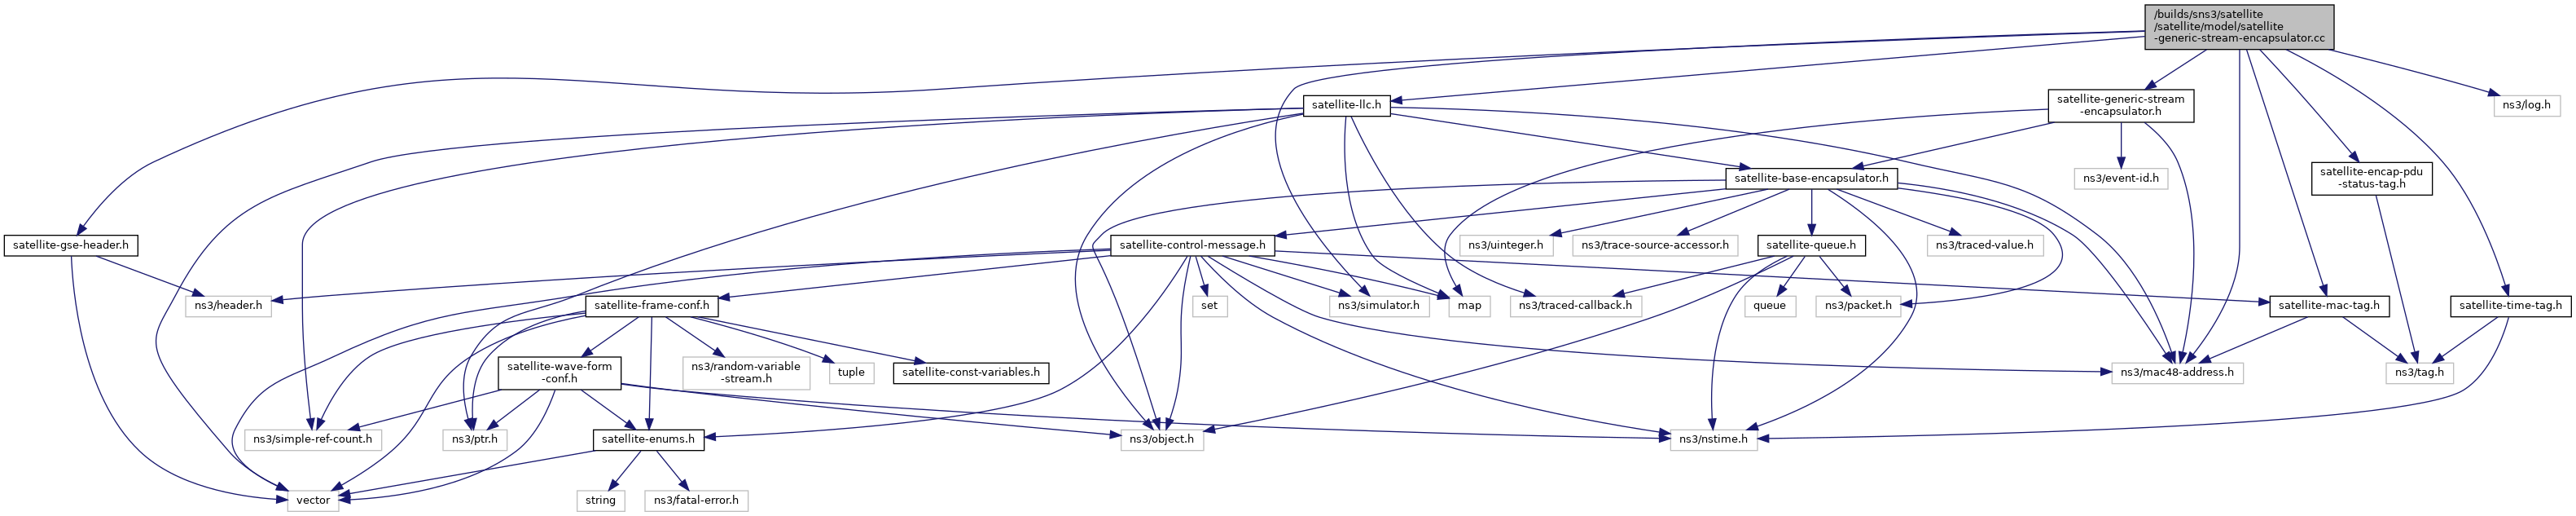 /builds/sns3/satellite
/satellite/model/satellite
-generic-stream-encapsulator.cc
satellite-llc.h
satellite-generic-stream
-encapsulator.h
ns3/log.h
satellite-base-encapsulator.h
ns3/event-id.h
satellite-encap-pdu
-status-tag.h
satellite-gse-header.h
satellite-control-message.h
ns3/uinteger.h
ns3/trace-source-accessor.h
satellite-queue.h
ns3/traced-value.h
ns3/header.h
satellite-frame-conf.h
set
ns3/simulator.h
map
ns3/traced-callback.h
queue
ns3/packet.h
satellite-mac-tag.h
satellite-time-tag.h
satellite-wave-form
-conf.h
ns3/random-variable
-stream.h
tuple
satellite-const-variables.h
ns3/mac48-address.h
ns3/tag.h
ns3/simple-ref-count.h
ns3/ptr.h
satellite-enums.h
ns3/object.h
ns3/nstime.h
vector
string
ns3/fatal-error.h